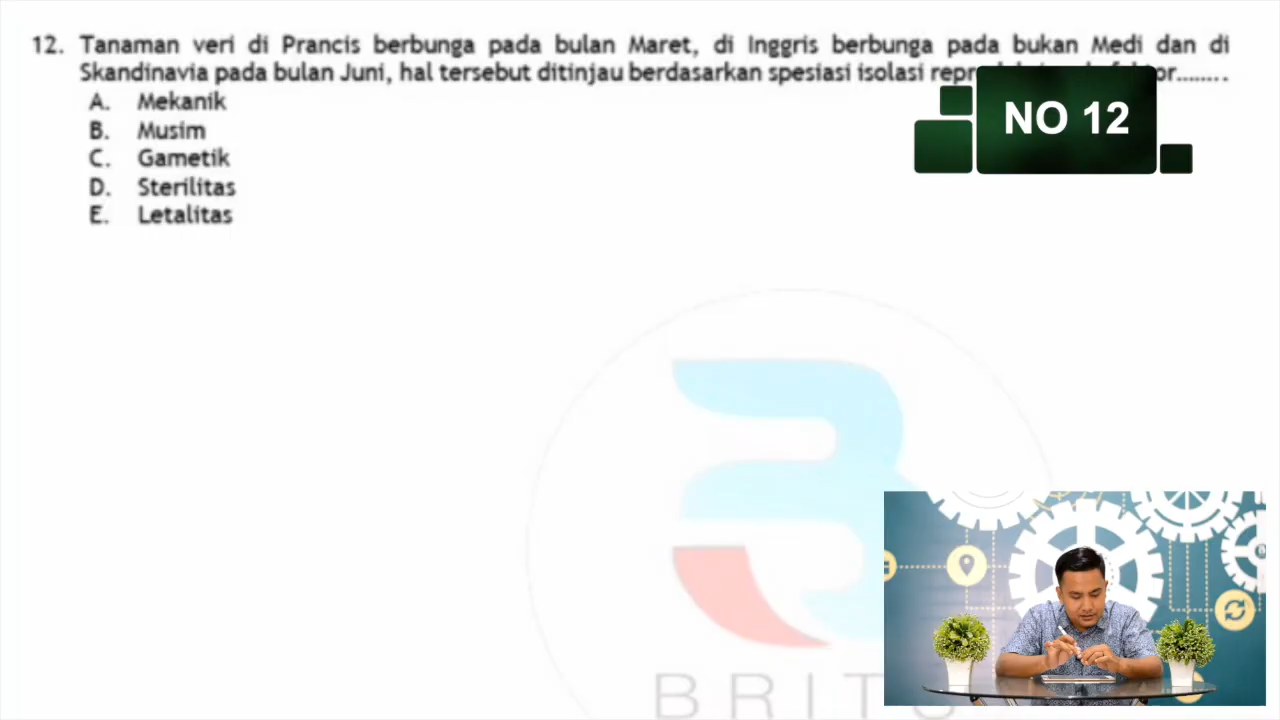 12. Tanaman veri di Prancis berbunga pada bulan Maret, di Inggris berbunga pada bukan Medi dan di
Skandinavia pada bulan Juni, hal tersebut ditinjau berdasarkan spesiasi isolasi
NO 12
A. Mekanik
B. Musim
C. Gametik
D. Sterilitas
E. Letalitas
BRIT